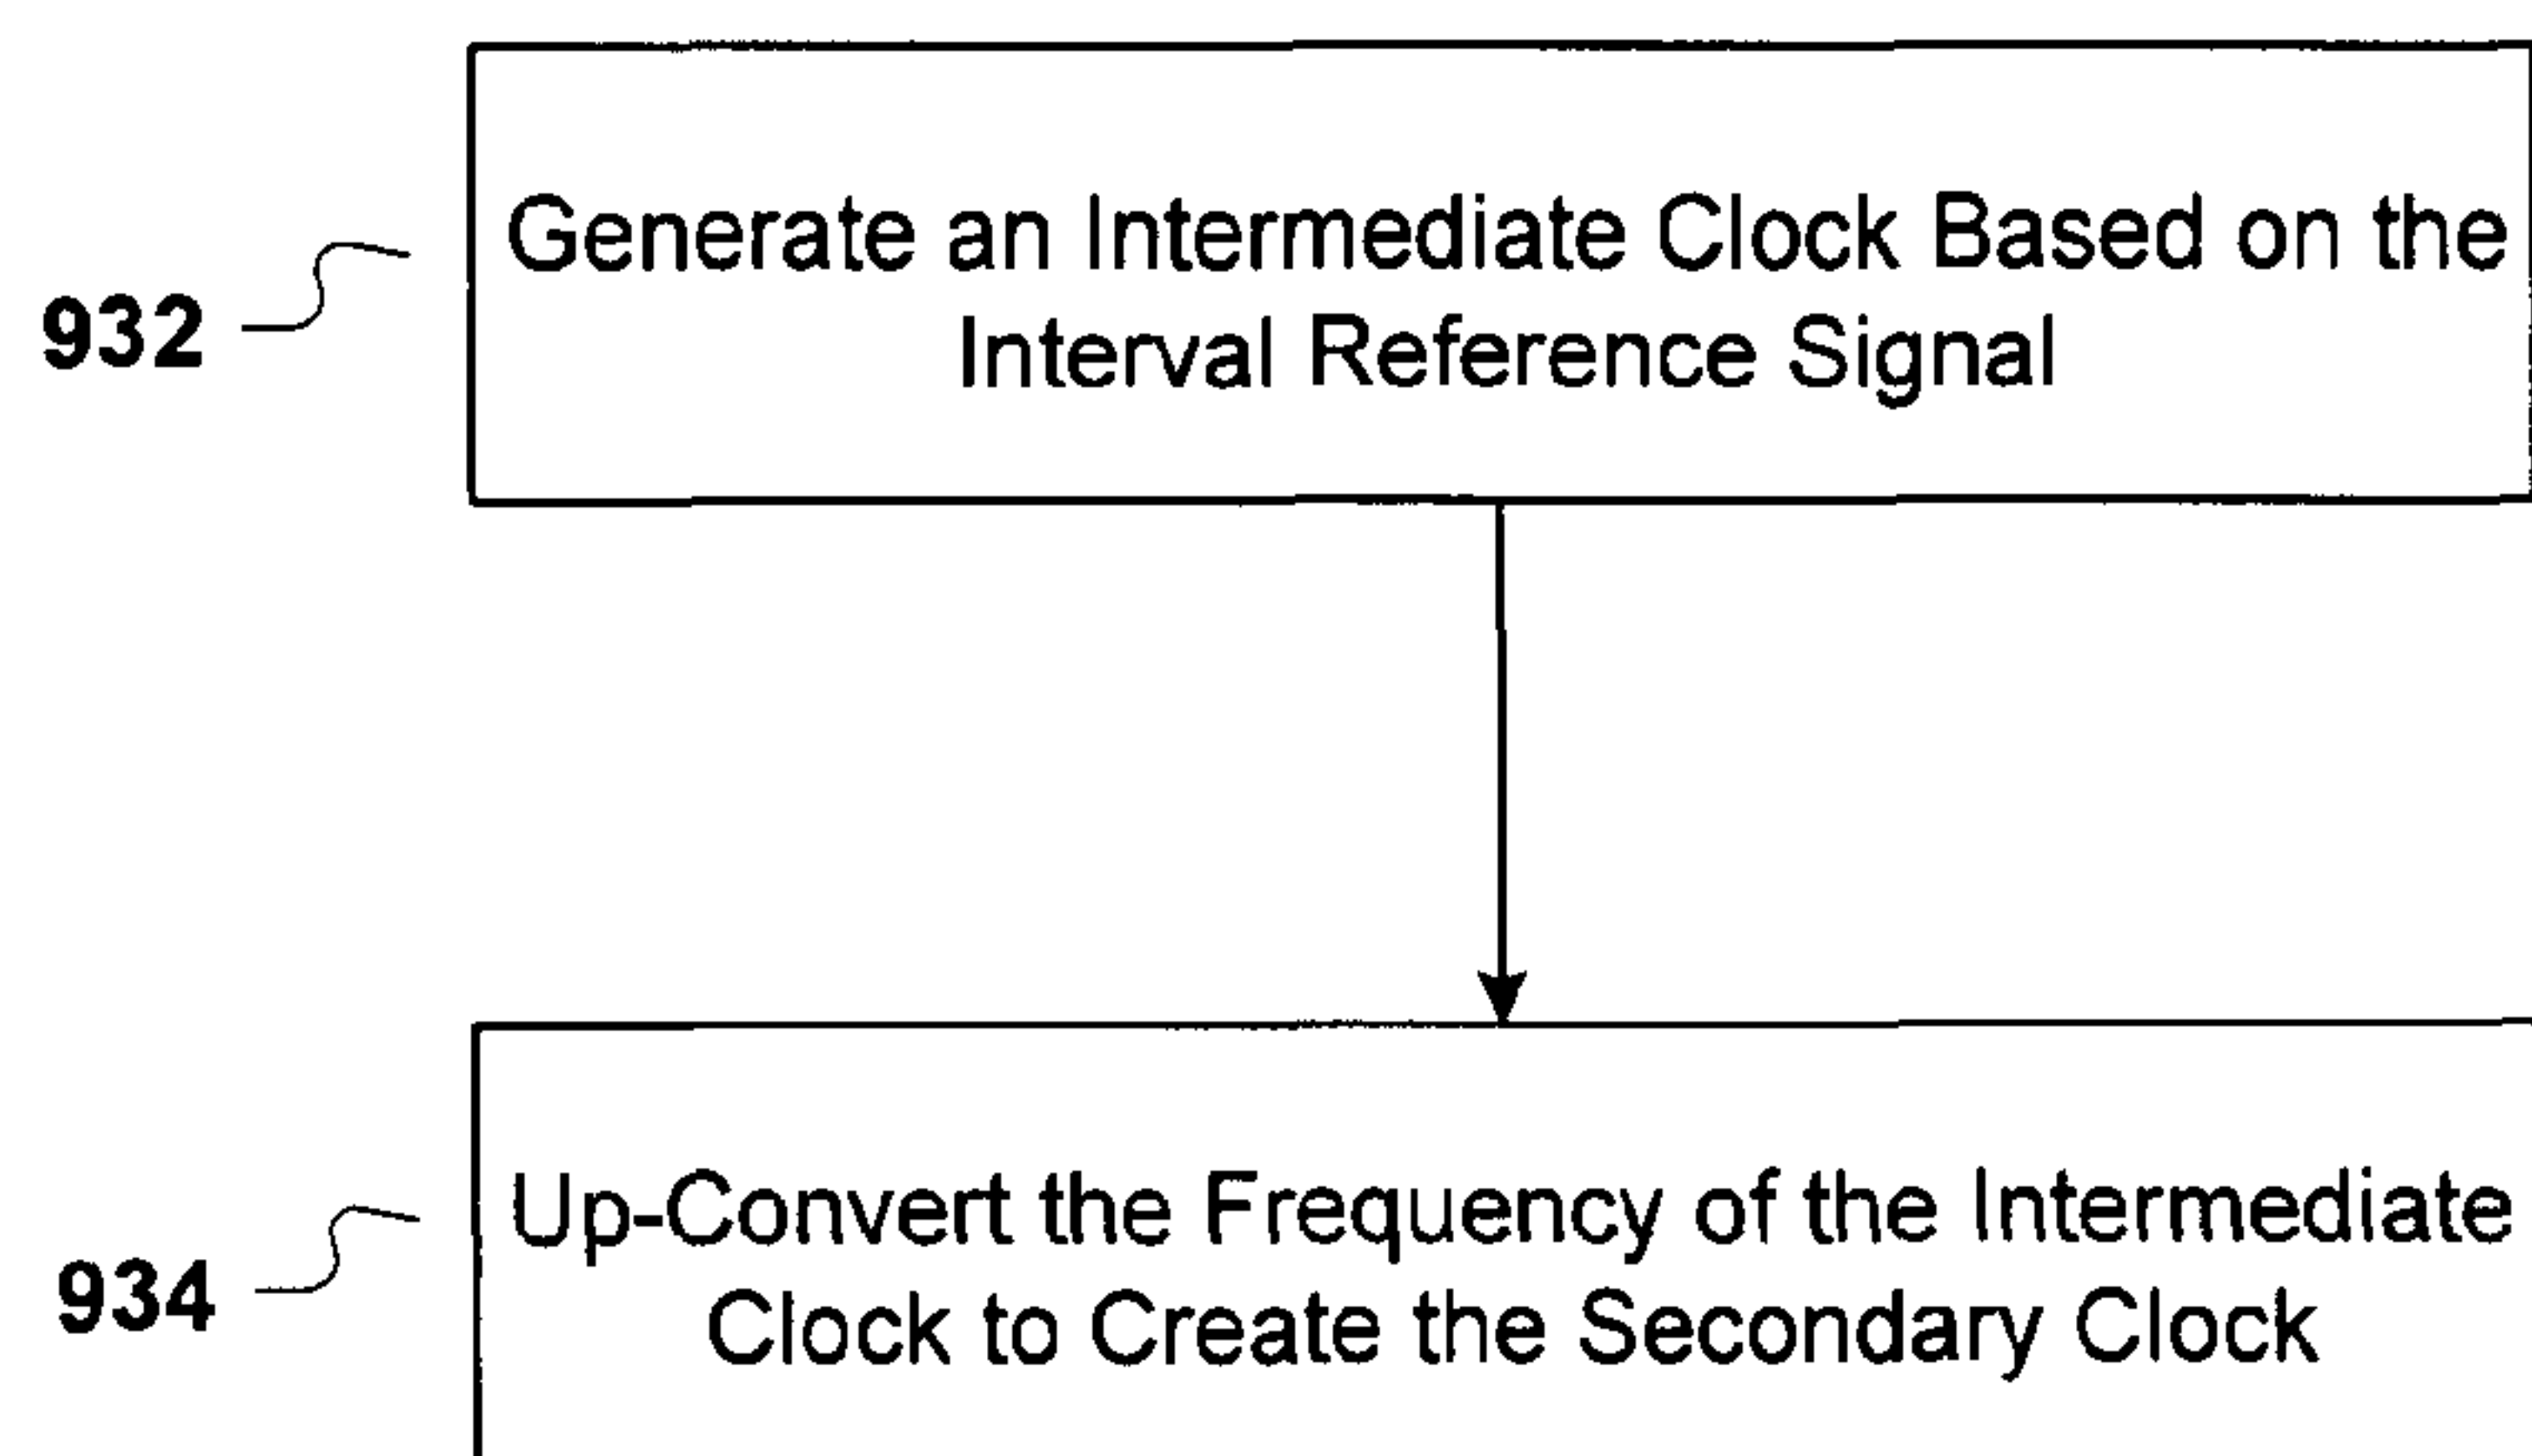 Generate an Intermediate Clock Based on the
Interval Reference Signal
932
Up-Convert the Frequency of the Intermediate
Clock to Create the Secondary Clock
934